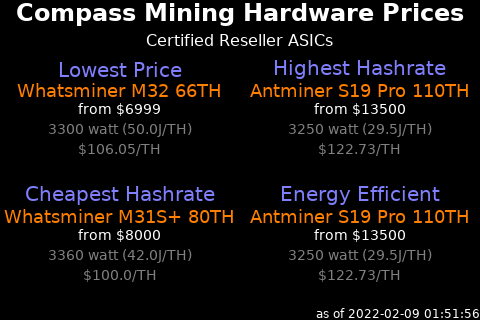 Compass Mining Hardware Prices
Certified Reseller ASICs
Lowest Price
Whatsminer M32 66TH
from $6999
3300 watt (50.0J/TH)
$106.05/TH
Highest Hashrate
Antminer S19 Pro 110TH
from $13500
3250 watt (29.5J/TH)
$122.73/TH
Cheapest Hashrate
Whatsminer M31S+ 80TH
from $8000
3360 watt (42.0J/TH)
$100.0/TH
Energy Efficient
Antminer S19 Pro 110TH
from $13500
3250 watt (29.5J/TH)
$122.73/TH
as of 2022-02-09 01:51:56